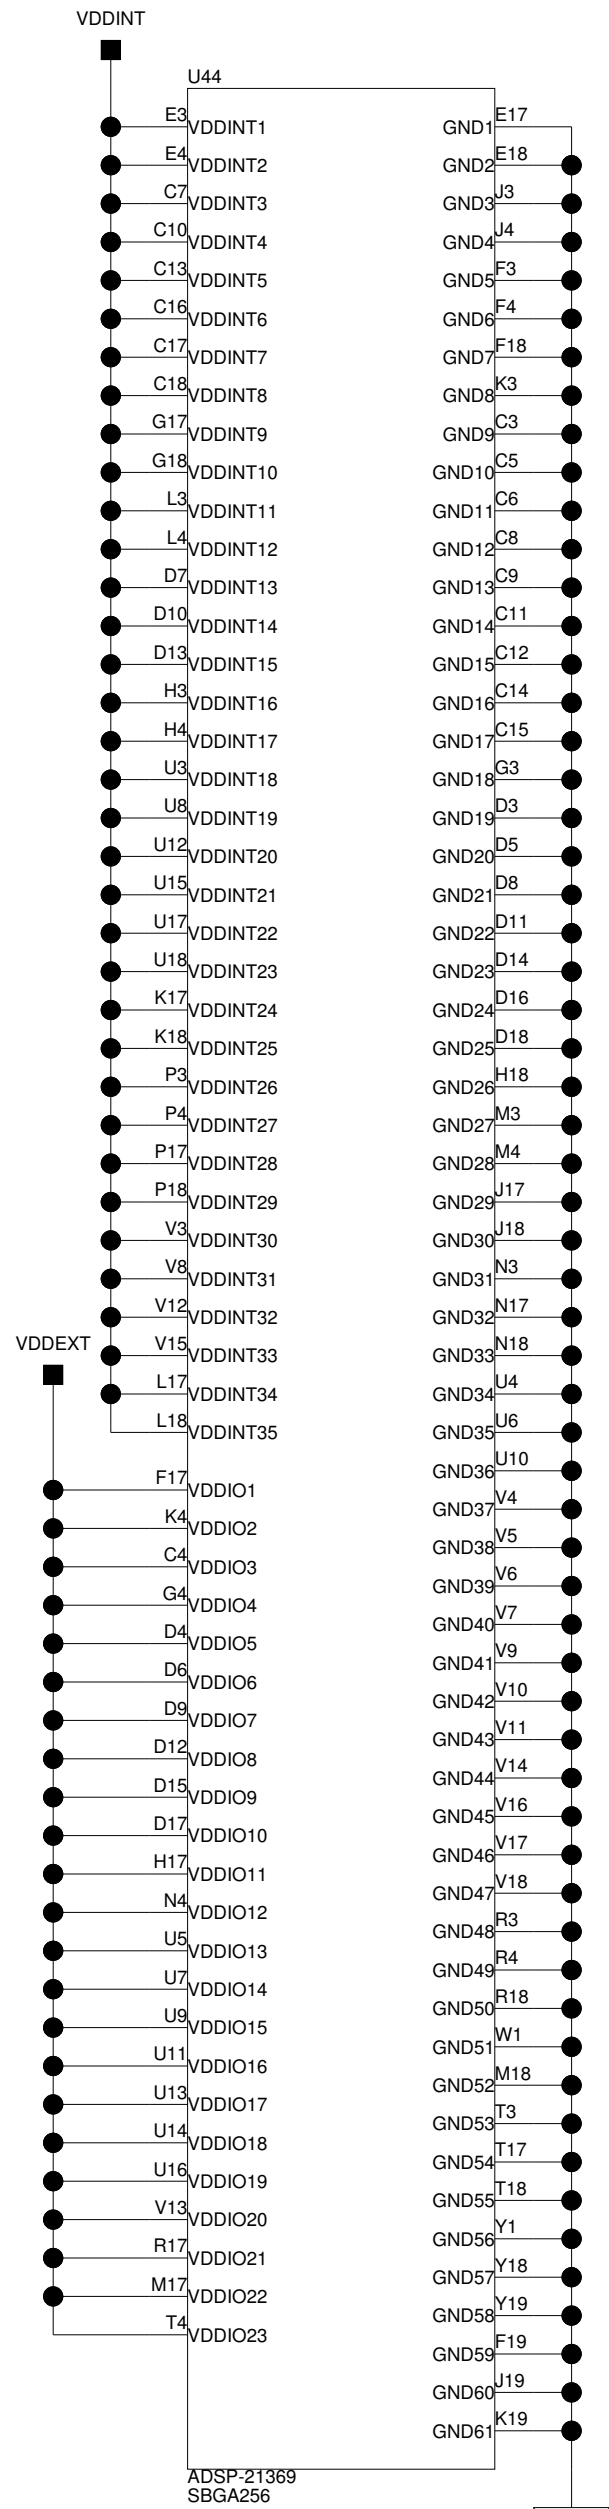 VDDINT
U44
E3 VDDINT1 GND1 E17
E4 VDDINT2 GND2 E18
C7 VDDINT3 GND3 J3
C10 VDDINT4 GND4 J4
C13 VDDINT5 GND5 F3
C16 VDDINT6 GND6 F4
C17 VDDINT7 GND7 F18
C18 VDDINT8 GND8 K3
G17 VDDINT9 GND9 C3
G18 VDDINT10 GND10 C5
L3 VDDINT11 GND11 C6
L4 VDDINT12 GND12 C8
D7 VDDINT13 GND13 C9
D10 VDDINT14 GND14 C11
D13 VDDINT15 GND15 C12
H3 VDDINT16 GND16 C14
H4 VDDINT17 GND17 C15
U3 VDDINT18 GND18 G3
U8 VDDINT19 GND19 D3
U12 VDDINT20 GND20 D5
U15 VDDINT21 GND21 D8
U17 VDDINT22 GND22 D11
U18 VDDINT23 GND23 D14
K17 VDDINT24 GND24 D16
K18 VDDINT25 GND25 D18
P3 VDDINT26 GND26 H18
P4 VDDINT27 GND27 M3
P17 VDDINT28 GND28 M4
P18 VDDINT29 GND29 J17
V3 VDDINT30 GND30 J18
V8 VDDINT31 GND31 N3
V12 VDDINT32 GND32 N17
VDDEXT
V15 VDDINT33 GND33 N18
L17 VDDINT34 GND34 U4
L18 VDDINT35 GND35 U6
GND36 U10
F17 VDDIO1 GND37 V4
K4 VDDIO2 GND38 V5
C4 VDDIO3 GND39 V6
G4 VDDIO4 GND40 V7
D4 VDDIO5 GND41 V9
D6 VDDIO6 GND42 V10
D9 VDDIO7 GND43 V11
D12 VDDIO8 GND44 V14
D15 VDDIO9 GND45 V16
D17 VDDIO10 GND46 V17
H17 VDDIO11 GND47 V18
N4 VDDIO12 GND48 R3
U5 VDDIO13 GND49 R4
U7 VDDIO14 GND50 R18
U9 VDDIO15 GND51 W1
U11 VDDIO16 GND52 M18
U13 VDDIO17 GND53 T3
U14 VDDIO18 GND54 T17
U16 VDDIO19 GND55 T18
V13 VDDIO20 GND56 Y1
R17 VDDIO21 GND57 Y18
M17 VDDIO22 GND58 Y19
T4 VDDIO23 GND59 F19
GND60 J19
GND61 K19
ADSP-21369
SBGA256